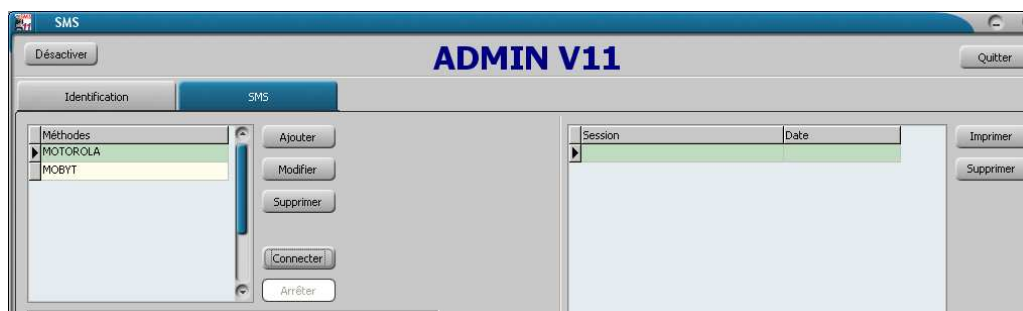 SMS
Désactiver
ADMIN V11
Quitter
Identification
SMS
Méthodes
MOTOROLA
MOBYT
Ajouter
Modifier
Supprimer
Connecter
Arrêter
Session Date
Imprimer
Supprimer